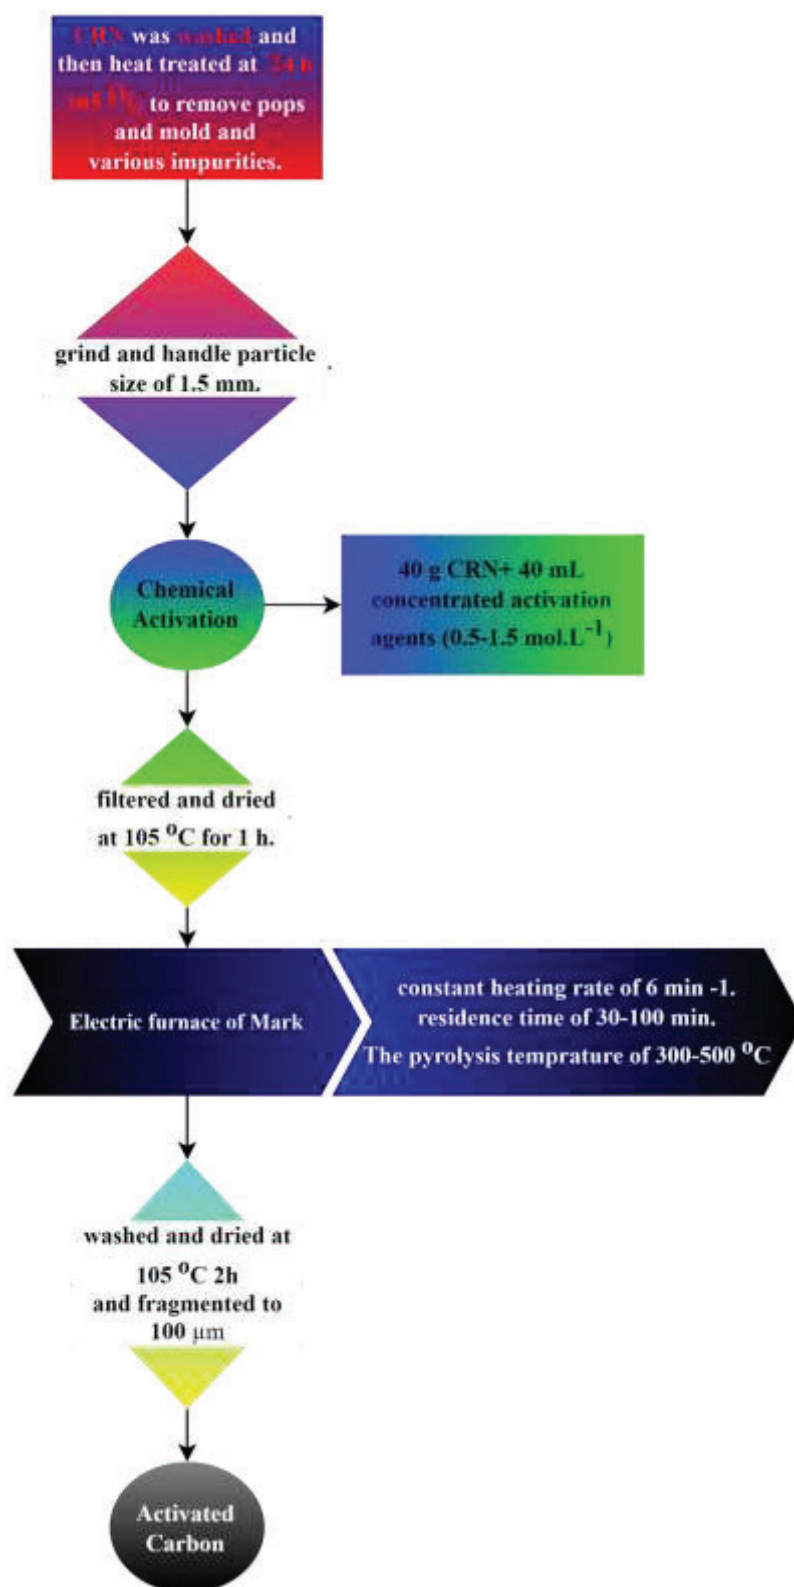 CRN was washed and
then heat treated at 24 h
105 °C to remove pops
and mold and
various impurities.
grind and handle particle
size of 1.5 mm.
Chemical
Activation
40 g CRN+ 40 mL
concentrated activation
agents (0.5-1.5 mol.L⁻¹)
filtered and dried
at 105 °C for 1 h.
Electric furnace of Mark
constant heating rate of 6 min -1.
residence time of 30-100 min.
The pyrolysis temprature of 300-500 °C
washed and dried at
105 °C 2h
and fragmented to
100 µm
Activated
Carbon